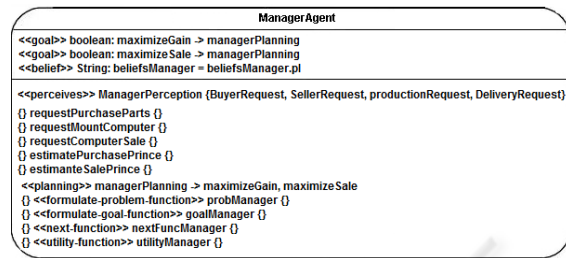 ManagerAgent
<<goal>> boolean: maximizeGain -> managerPlanning
<<goal>> boolean: maximizeSale -> managerPlanning
<<belief>> String: beliefsManager = beliefsManager.pl
<<perceives>> ManagerPerception {BuyerRequest, SellerRequest, productionRequest, DeliveryRequest}
{} requestPurchaseParts {}
{} requestMountComputer {}
{} requestComputerSale {}
{} estimatePurchasePrince {}
{} estimanteSalePrince {}
<<planning>> managerPlanning -> maximizeGain, maximizeSale
{} <<formulate-problem-function>> probManager {}
{} <<formulate-goal-function>> goalManager {}
{} <<next-function>> nextFuncManager {}
{} <<utility-function>> utilityManager {}